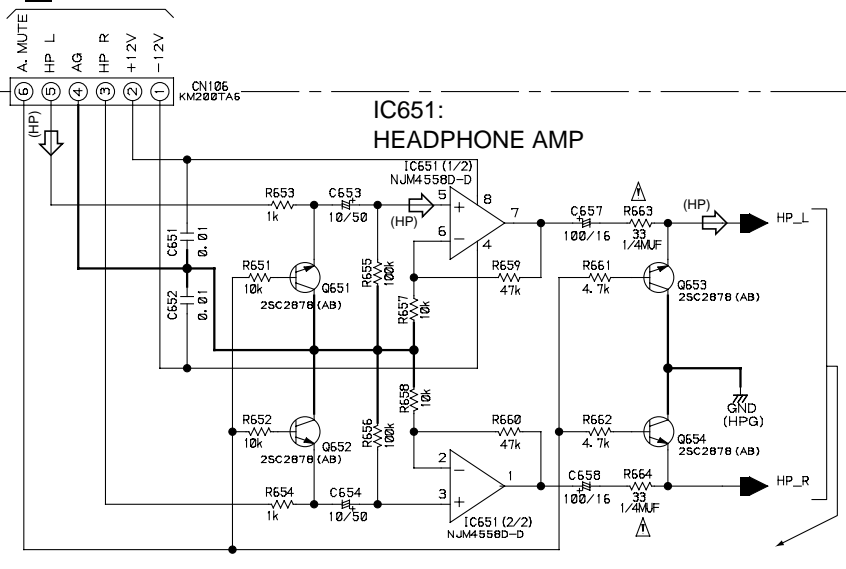 A. MUTE
HP L
AG
HP R
+12V
-12V
6
5
4
3
2
1
CN106
KM200TA6
(HP)
IC651:
HEADPHONE AMP
IC651 (1/2)
NJM4558D-D
R653
1k
C653
+
10/50
(HP)
5
+
6
-
8
4
7
C657
+
100/16
R663
33
1/4MUF
(HP)
HP_L
C651
0.01
C652
0.01
R651
10k
Q651
2SC2878 (AB)
R655
100k
R657
10k
R659
47k
R661
4.7k
Q653
2SC2878 (AB)
R658
10k
GND
(HPG)
R652
10k
Q652
2SC2878 (AB)
R656
100k
R660
47k
R662
4.7k
Q654
2SC2878 (AB)
2
-
3
+
1
R654
1k
C654
+
10/50
C658
+
100/16
R664
33
1/4MUF
HP_R
IC651 (2/2)
NJM4558D-D